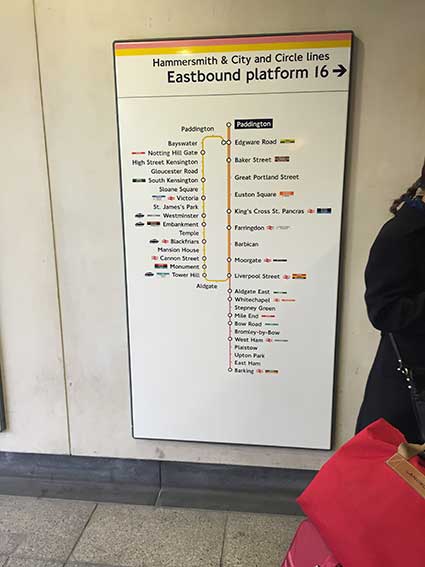 Hammersmith & City and Circle lines
Eastbound platform 16 →
Paddington
Paddington
Bayswater
Edgware Road
Notting Hill Gate
Baker Street
High Street Kensington
Gloucester Road
Great Portland Street
South Kensington
Sloane Square
Euston Square
Victoria
St. James's Park
King's Cross St. Pancras
Westminster
Embankment
Farringdon
Temple
Blackfriars
Barbican
Mansion House
Cannon Street
Moorgate
Monument
Tower Hill
Liverpool Street
Aldgate
Aldgate East
Whitechapel
Stepney Green
Mile End
Bow Road
Bromley-by-Bow
West Ham
Plaistow
Upton Park
East Ham
Barking